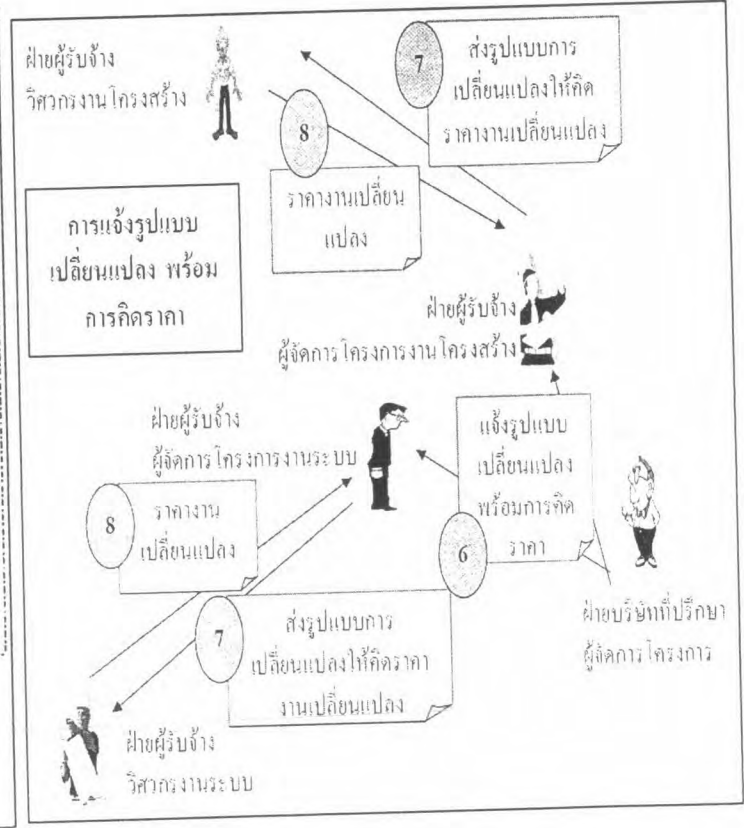 ฝ่ายผู้รับจ้าง
วิศวกรงานโครงสร้าง
7
ส่งรูปแบบการ
เปลี่ยนแปลงให้คิด
ราคางานเปลี่ยนแปลง
8
ราคางานเปลี่ยน
แปลง
การแจ้งรูปแบบ
เปลี่ยนแปลง พร้อม
การคิดราคา
ฝ่ายผู้รับจ้าง
ผู้จัดการโครงการงานโครงสร้าง
ฝ่ายผู้รับจ้าง
ผู้จัดการโครงการงานระบบ
แจ้งรูปแบบ
เปลี่ยนแปลง
พร้อมการคิด
ราคา
6
8
ราคางาน
เปลี่ยนแปลง
ฝ่ายบริษัทที่ปรึกษา
ผู้จัดการโครงการ
7
ส่งรูปแบบการ
เปลี่ยนแปลงให้คิดราคา
งานเปลี่ยนแปลง
ฝ่ายผู้รับจ้าง
วิศวกรงานระบบ